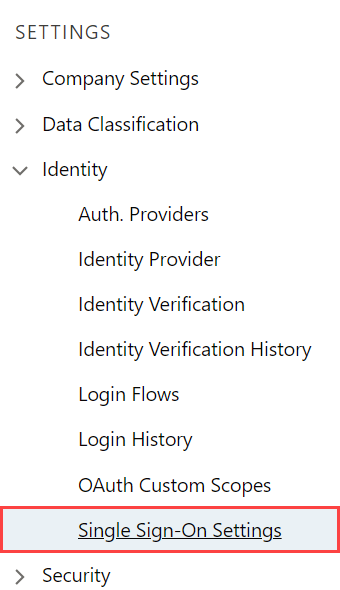 SETTINGS
Company Settings
Data Classification
Identity
Auth. Providers
Identity Provider
Identity Verification
Identity Verification History
Login Flows
Login History
OAuth Custom Scopes
Single Sign-On Settings
Security